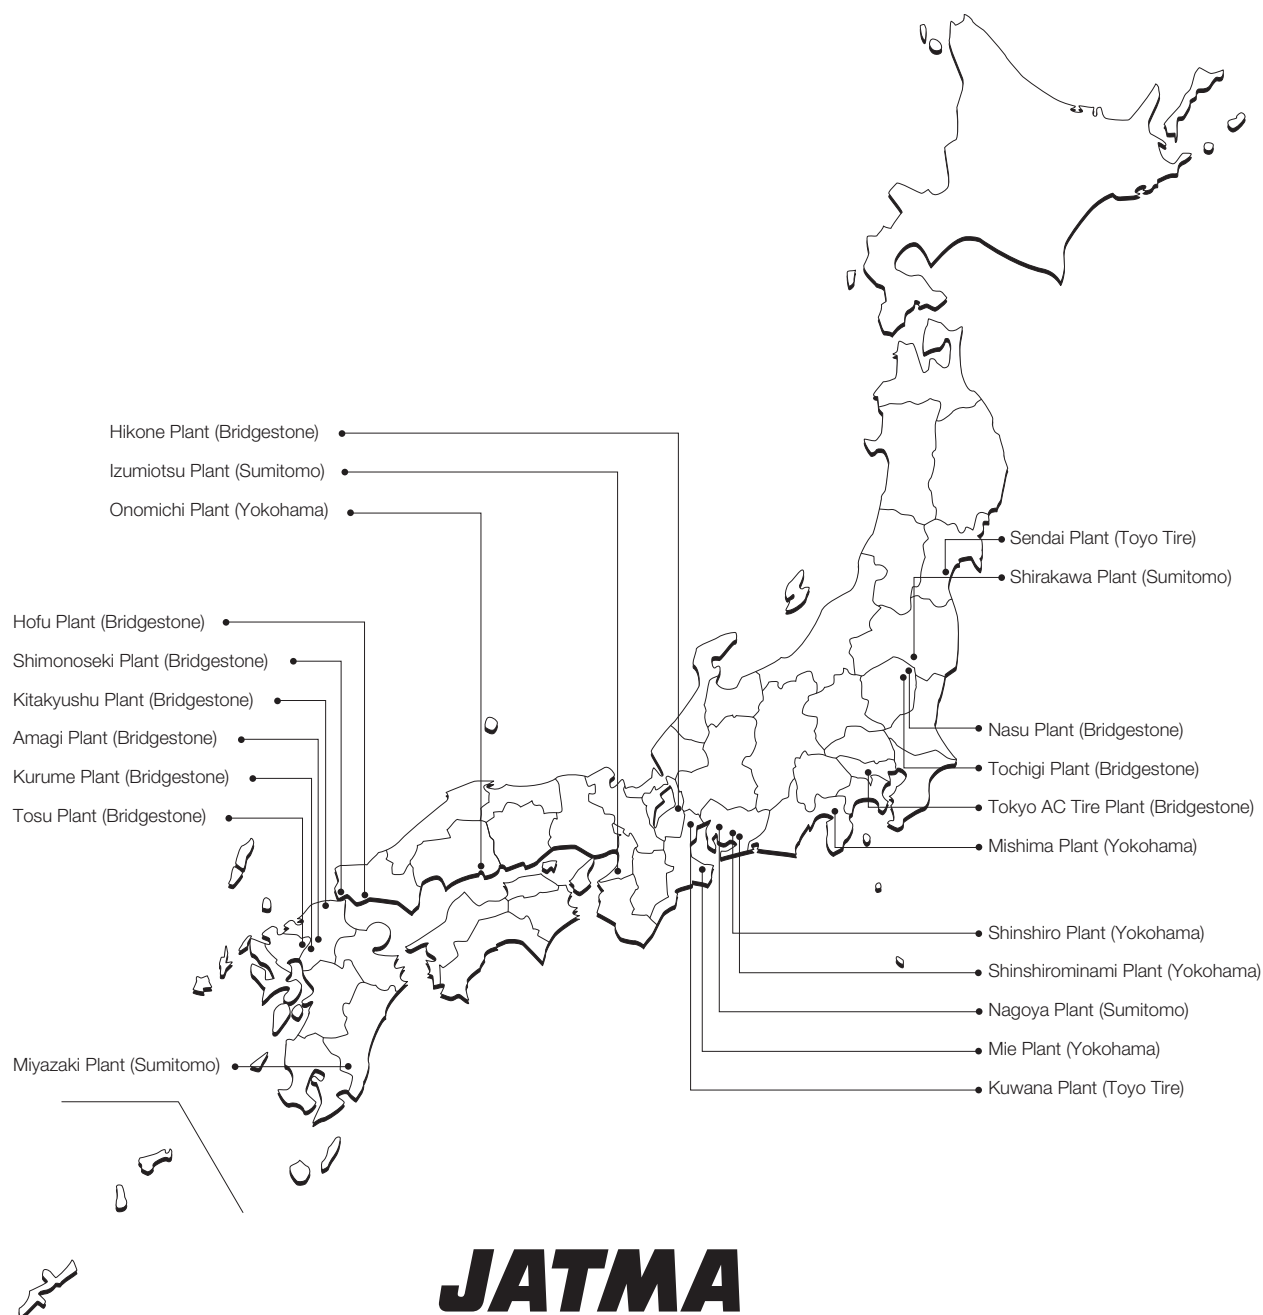 Hikone Plant (Bridgestone)
Izumiotsu Plant (Sumitomo)
Onomichi Plant (Yokohama)
Sendai Plant (Toyo Tire)
Shirakawa Plant (Sumitomo)
Hofu Plant (Bridgestone)
Shimonoseki Plant (Bridgestone)
Kitakyushu Plant (Bridgestone)
Amagi Plant (Bridgestone)
Kurume Plant (Bridgestone)
Tosu Plant (Bridgestone)
Nasu Plant (Bridgestone)
Tochigi Plant (Bridgestone)
Tokyo AC Tire Plant (Bridgestone)
Mishima Plant (Yokohama)
Shinshiro Plant (Yokohama)
Shinshirominami Plant (Yokohama)
Nagoya Plant (Sumitomo)
Mie Plant (Yokohama)
Kuwana Plant (Toyo Tire)
Miyazaki Plant (Sumitomo)
JATMA